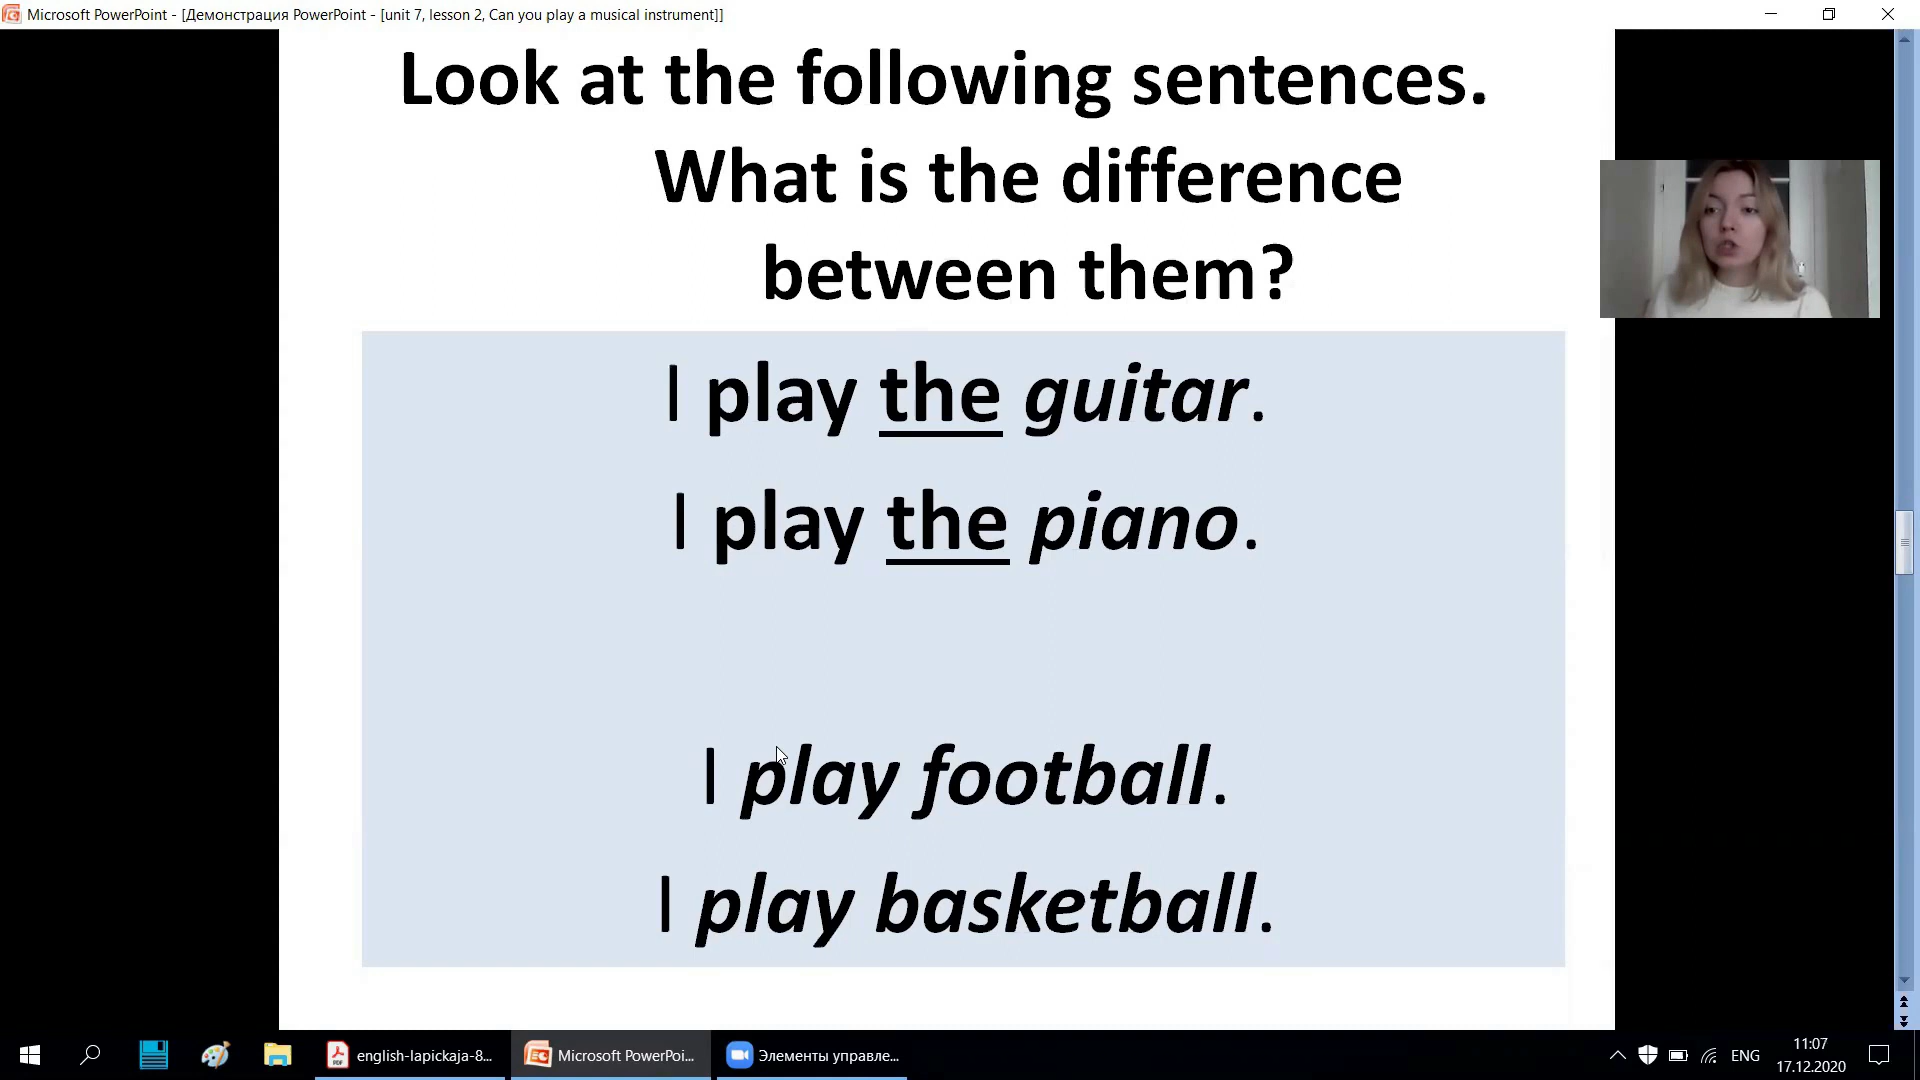 Microsoft PowerPoint - [Демонстрация PowerPoint - [unit 7, lesson 2, Can you play a musical instrument]]
Look at the following sentences.
What is the difference
between them?
I play the guitar.
I play the piano.
I play football.
I play basketball.
english-lapickaja-8...
Microsoft PowerPoi...
Элементы управле...
ENG
11:07
17.12.2020